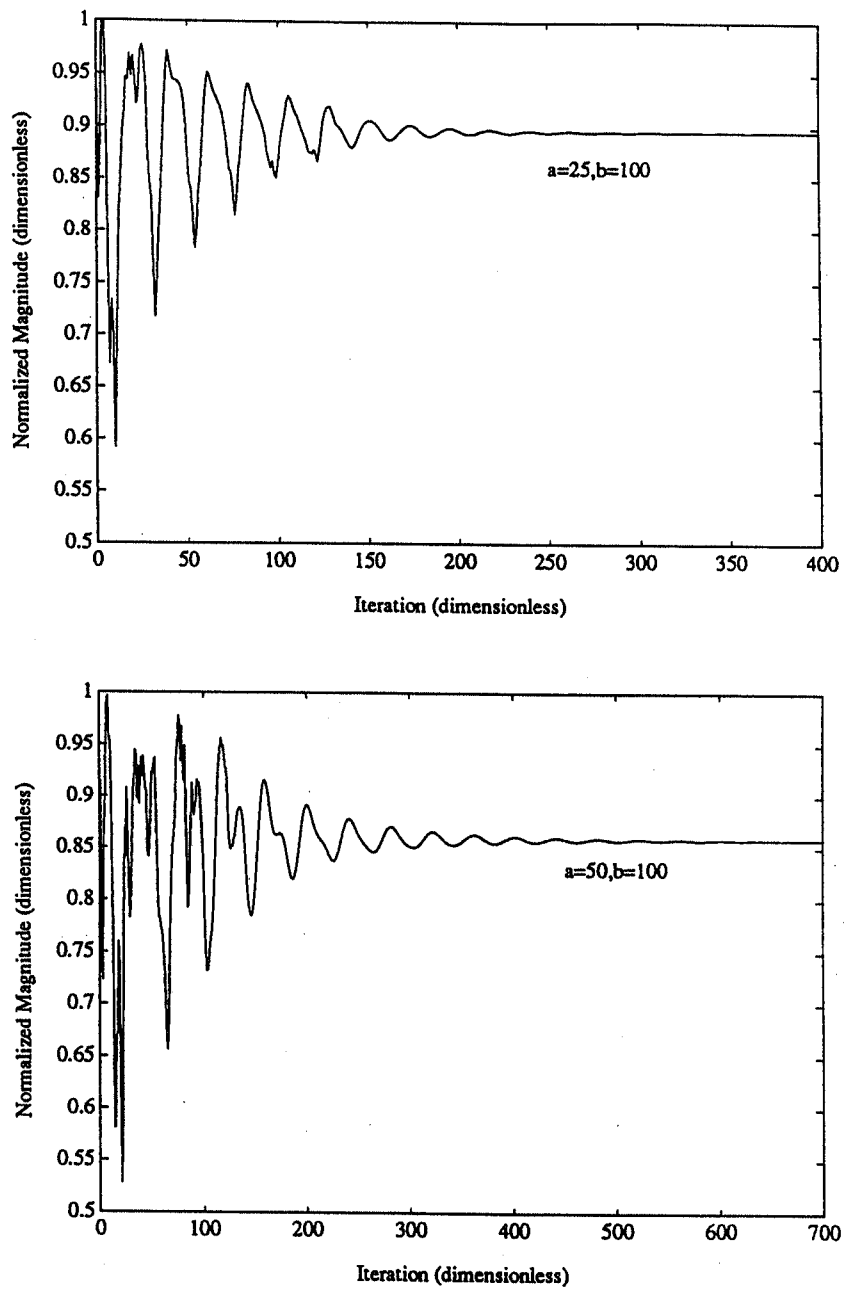 1
0.95
0.9
0.85
0.8
0.75
0.7
0.65
0.6
0.55
0.5
Normalized Magnitude (dimensionless)
a=25,b=100
0 50 100 150 200 250 300 350 400
Iteration (dimensionless)
1
0.95
0.9
0.85
0.8
0.75
0.7
0.65
0.6
0.55
0.5
Normalized Magnitude (dimensionless)
a=50,b=100
0 100 200 300 400 500 600 700
Iteration (dimensionless)